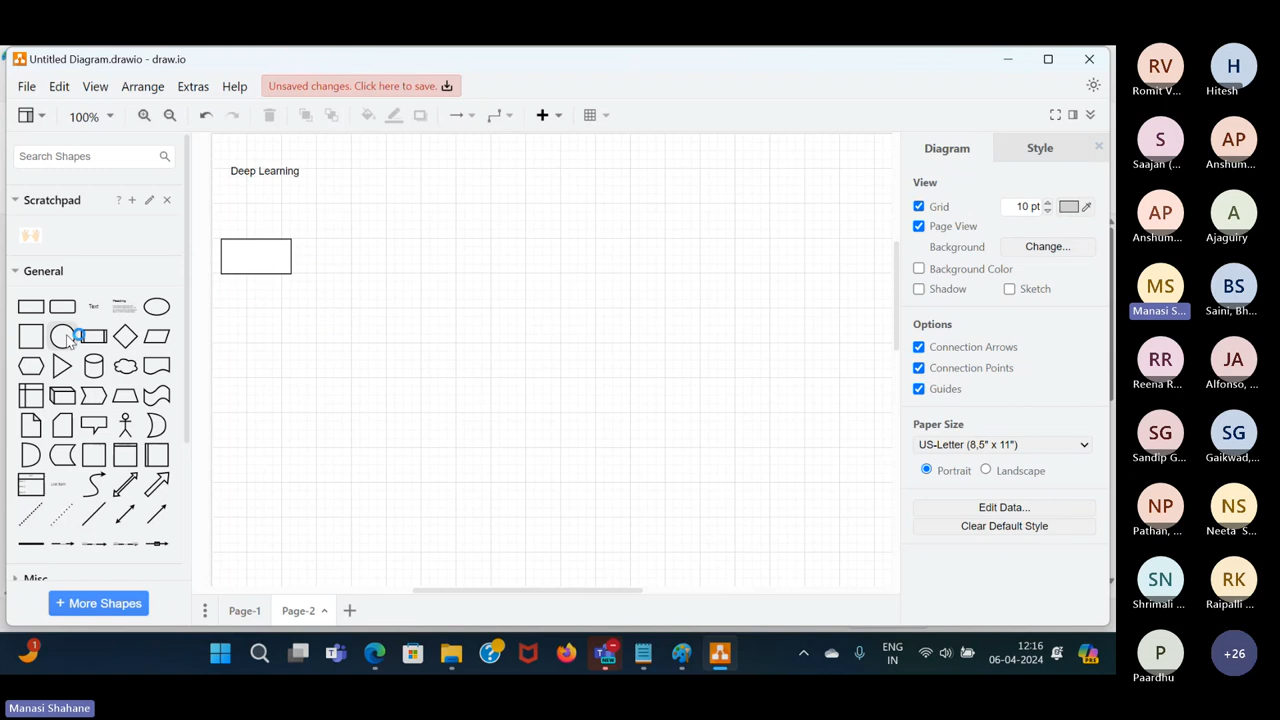 Untitled Diagram.drawio - draw.io
File Edit View Arrange Extras Help Unsaved changes. Click here to save.
100%
Search Shapes
Scratchpad
?
General
Text
Heading
Misc
+ More Shapes
Deep Learning
Page-1 Page-2
Diagram Style
View
Grid 10 pt
Page View
Background Change...
Background Color
Shadow Sketch
Options
Connection Arrows
Connection Points
Guides
Paper Size
US-Letter (8,5" x 11")
Portrait Landscape
Edit Data...
Clear Default Style
RV
Romit V...
H
Hitesh
S
Saajan (...
AP
Anshum...
AP
Anshum...
A
Ajaguiry
MS
Manasi S...
BS
Saini, Bh...
RR
Reena R...
JA
Alfonso, ...
SG
Sandip G...
SG
Gaikwad,...
NP
Pathan, ...
NS
Neeta S...
SN
Shrimali ...
RK
Raipalli ...
P
Paardhu
+26
1
NEW
ENG
IN
12:16
06-04-2024
PRE
Manasi Shahane